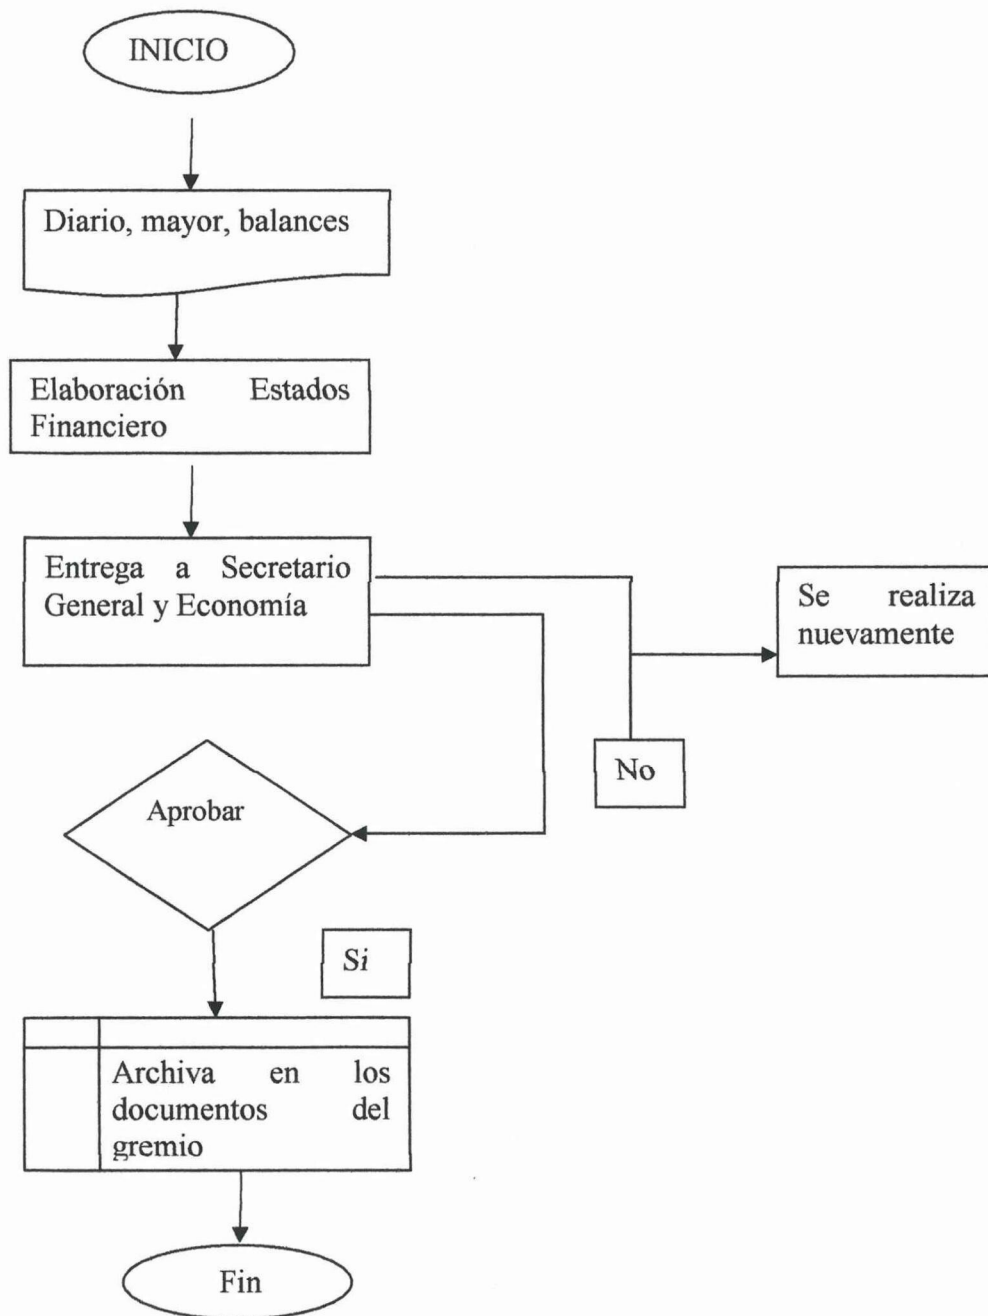 INICIO
Diario, mayor, balances
Elaboración Estados
Financiero
Entrega a Secretario
General y Economía
Se realiza
nuevamente
No
Aprobar
Si
Archiva en los
documentos del
gremio
Fin